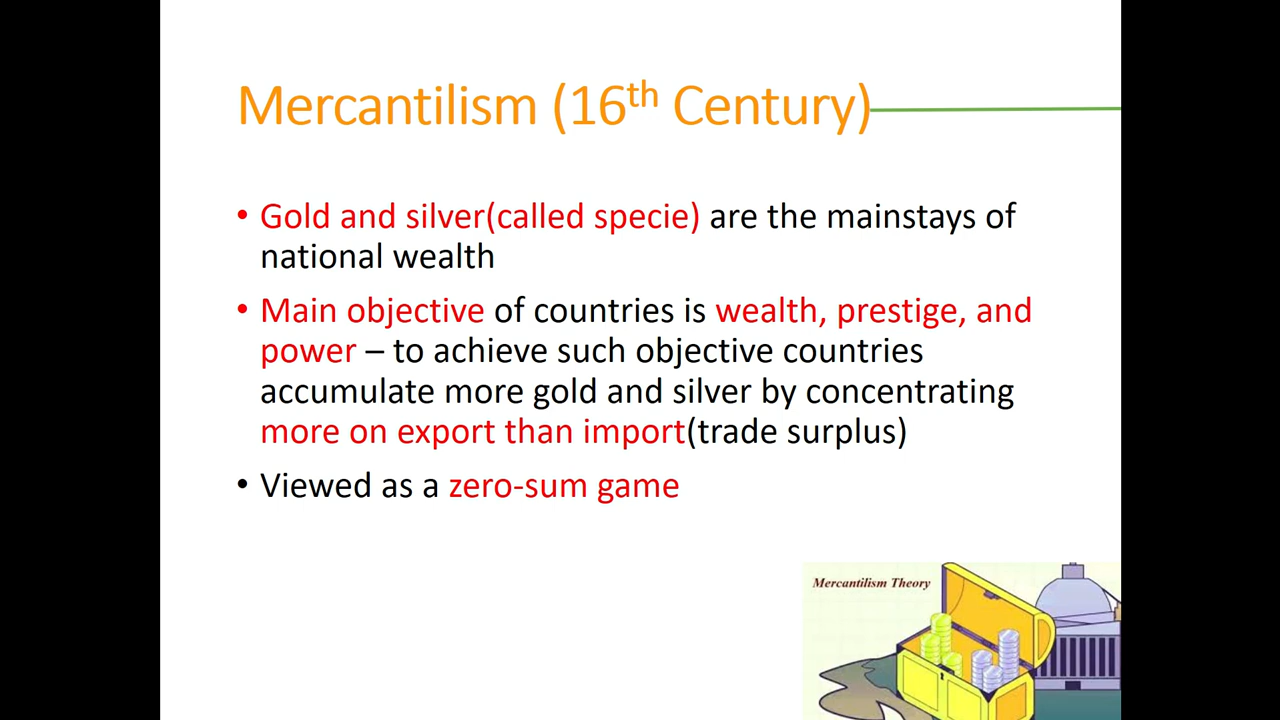 Mercantilism (16th Century)
• Gold and silver(called specie) are the mainstays of
national wealth
• Main objective of countries is wealth, prestige, and
power – to achieve such objective countries
accumulate more gold and silver by concentrating
more on export than import(trade surplus)
• Viewed as a zero-sum game
Mercantilism Theory